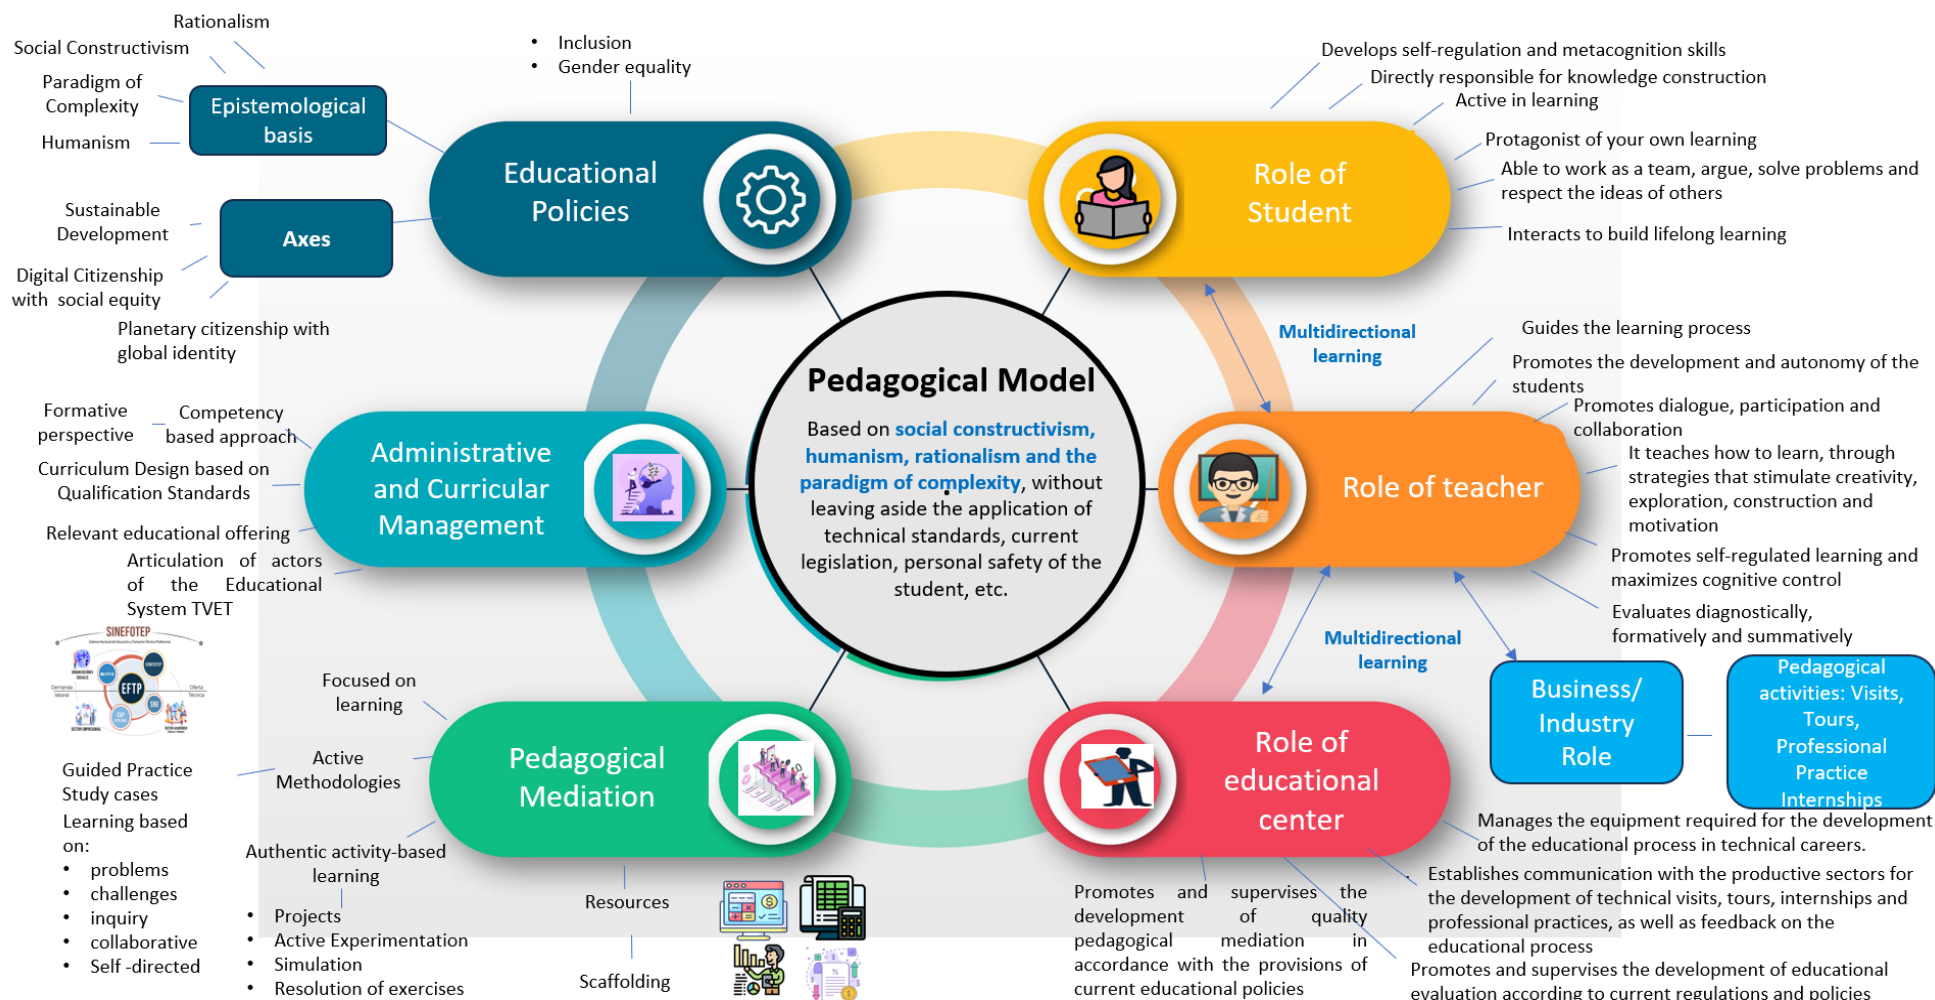 Rationalism
Social Constructivism
Paradigm of
Complexity
Humanism
Epistemological
basis
Sustainable
Development
Digital Citizenship
with social equity
Planetary citizenship with
global identity
Axes
• Inclusion
• Gender equality
Educational
Policies
Develops self-regulation and metacognition skills
Directly responsible for knowledge construction
Active in learning
Protagonist of your own learning
Able to work as a team, argue, solve problems and
respect the ideas of others
Interacts to build lifelong learning
Role of
Student
Multidirectional
learning
Guides the learning process
Promotes the development and autonomy of the
students
Promotes dialogue, participation and
collaboration
It teaches how to learn, through
strategies that stimulate creativity,
exploration, construction and
motivation
Promotes self-regulated learning and
maximizes cognitive control
Evaluates diagnostically,
formatively and summatively
Role of teacher
Pedagogical Model
Based on social constructivism,
humanism, rationalism and the
paradigm of complexity, without
leaving aside the application of
technical standards, current
legislation, personal safety of the
student, etc.
Formative
perspective
Competency
based approach
Curriculum Design based on
Qualification Standards
Relevant educational offering
Articulation of actors
of the Educational
System TVET
Administrative
and Curricular
Management
SINEFOTEP
EFTP
Demanda
laboral
Oferta
Técnica
SECTOR EMPRESARIAL
Multidirectional
learning
Business/
Industry
Role
Pedagogical
activities: Visits,
Tours,
Professional
Practice
Internships
Focused on
learning
Active
Methodologies
Guided Practice
Study cases
Learning based
on:
• problems
• challenges
• inquiry
• collaborative
• Self -directed
Authentic activity-based
learning
• Projects
• Active Experimentation
• Simulation
• Resolution of exercises
Pedagogical
Mediation
Resources
Scaffolding
Role of
educational
center
Manages the equipment required for the development
of the educational process in technical careers.
Establishes communication with the productive sectors for
the development of technical visits, tours, internships and
professional practices, as well as feedback on the
educational process
Promotes and supervises the development of educational
evaluation according to current regulations and policies
Promotes and supervises the
development of quality
pedagogical mediation in
accordance with the provisions of
current educational policies